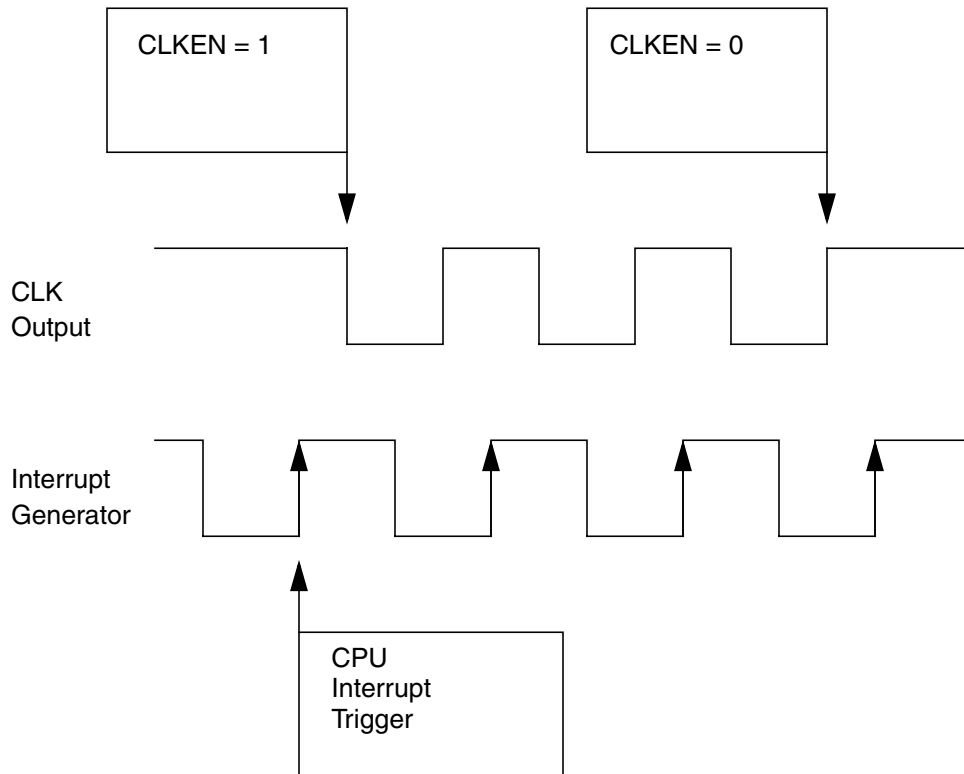 CLKEN = 1
CLKEN = 0
CLK
Output
Interrupt
Generator
CPU
Interrupt
Trigger